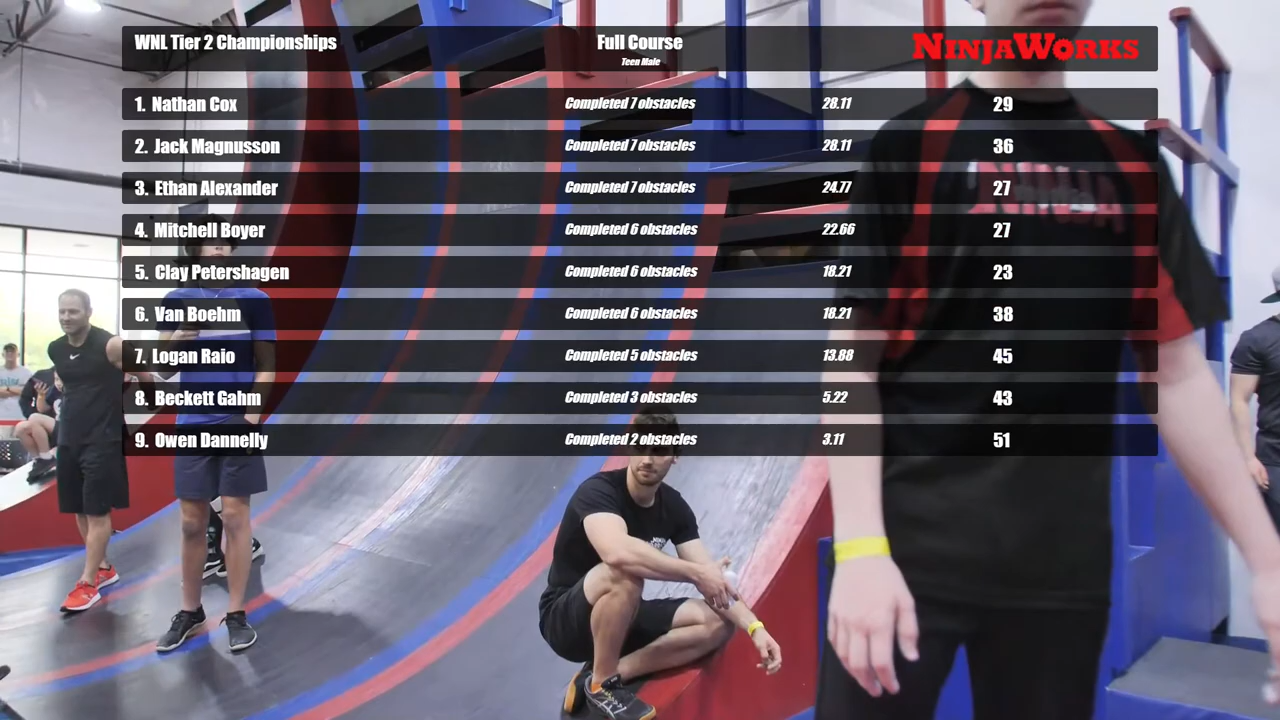 WNL Tier 2 Championships Full Course NINJAWORKS
Teen Male
1. Nathan Cox Completed 7 obstacles 28.11 29
2. Jack Magnusson Completed 7 obstacles 28.11 36
3. Ethan Alexander Completed 7 obstacles 24.77 27
4. Mitchell Boyer Completed 6 obstacles 22.66 27
5. Clay Petershagen Completed 6 obstacles 18.21 23
6. Van Boehm Completed 6 obstacles 18.21 38
7. Logan Raio Completed 5 obstacles 13.88 45
8. Beckett Gahm Completed 3 obstacles 5.22 43
9. Owen Dannelly Completed 2 obstacles 3.11 51